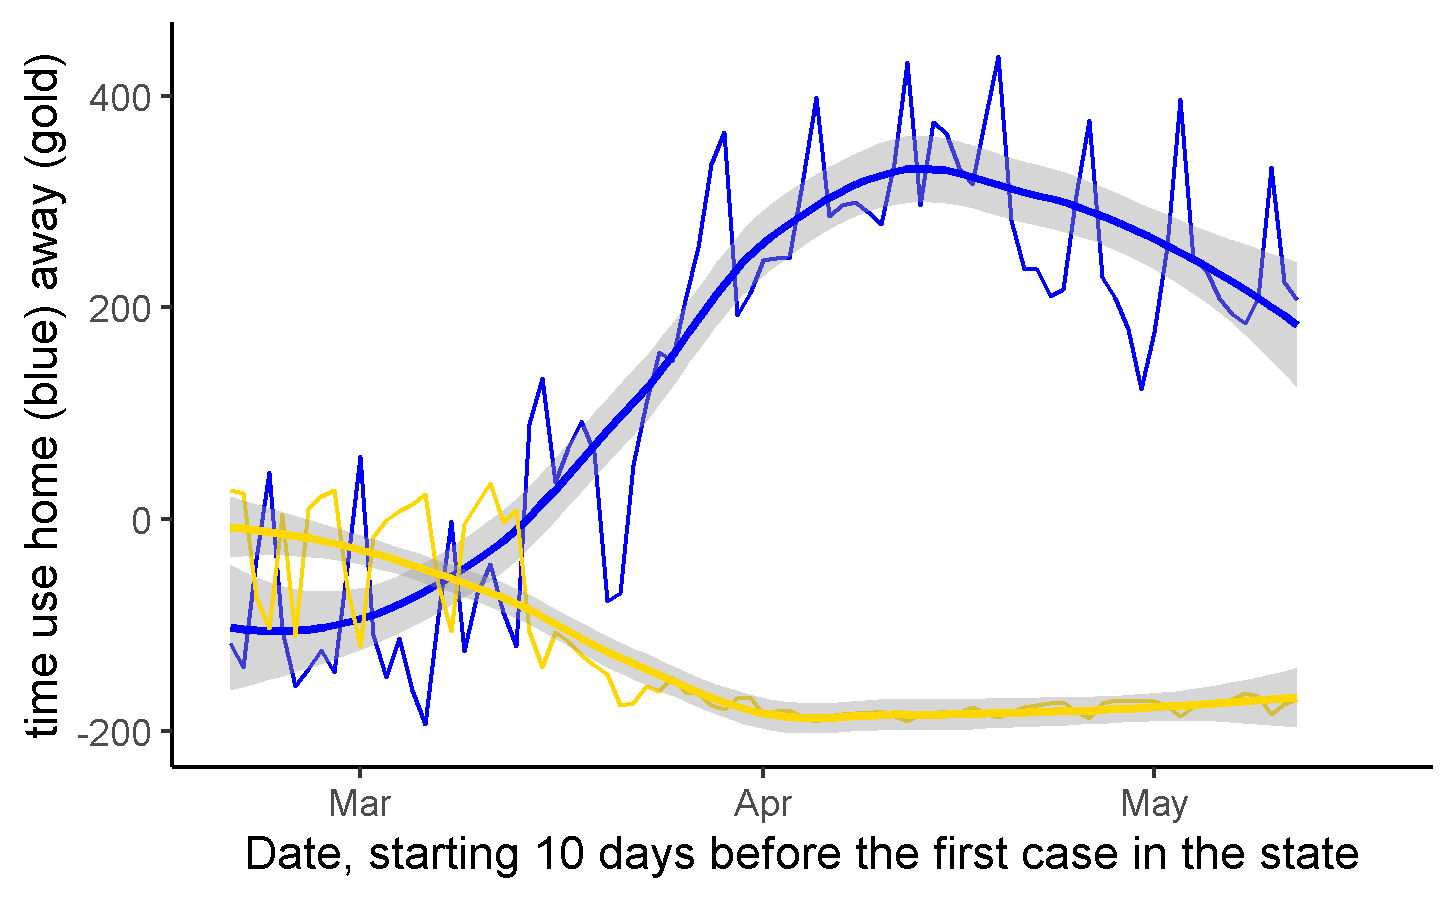 time use home (blue) away (gold)
400
200
0
-200
Mar Apr May
Date, starting 10 days before the first case in the state